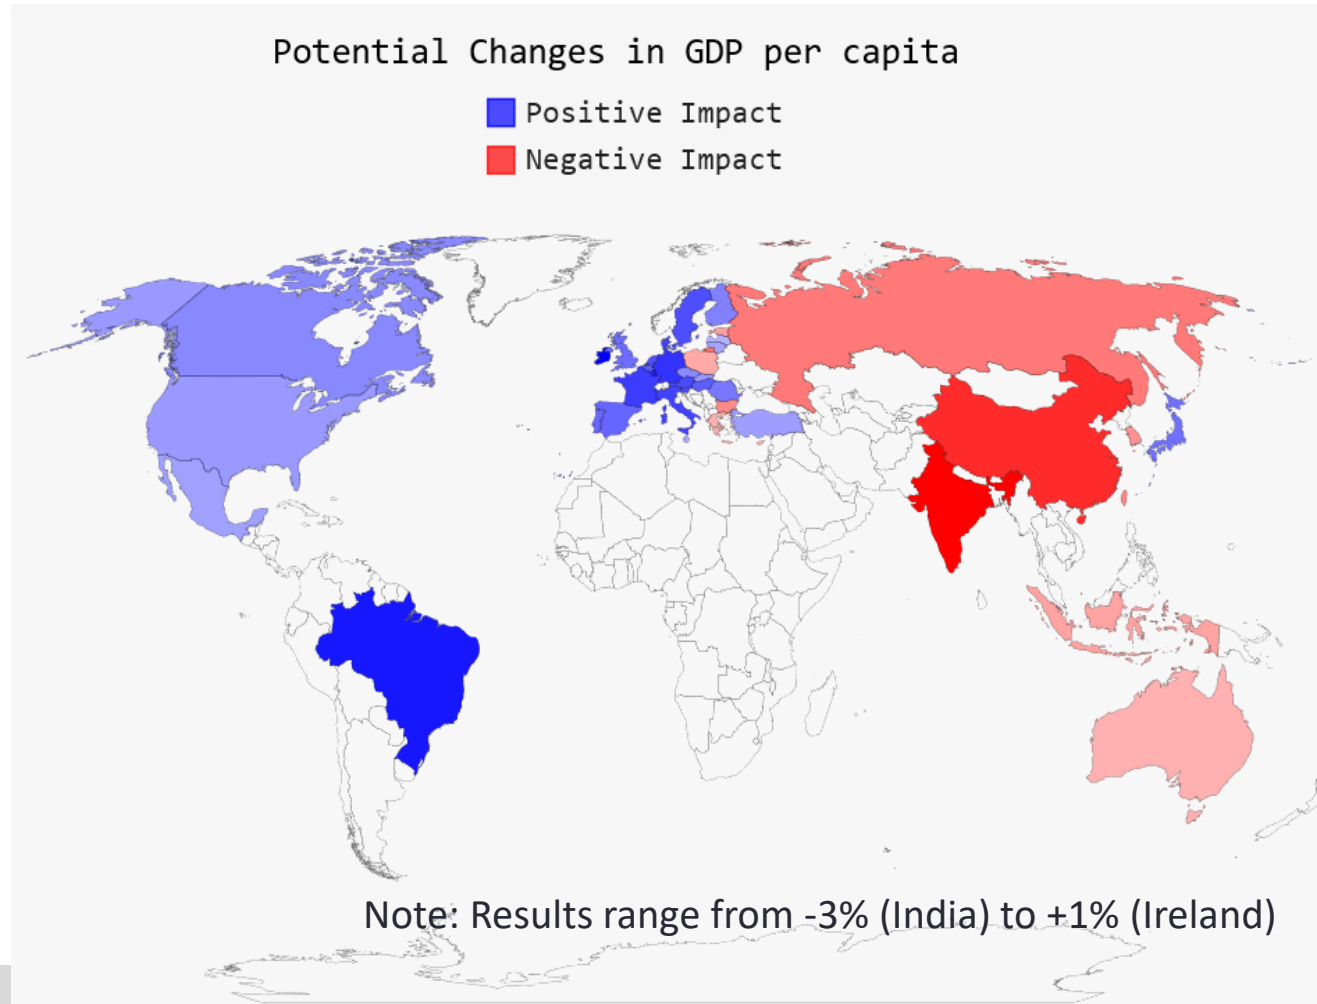 Potential Changes in GDP per capita
Positive Impact
Negative Impact
Note: Results range from -3% (India) to +1% (Ireland)